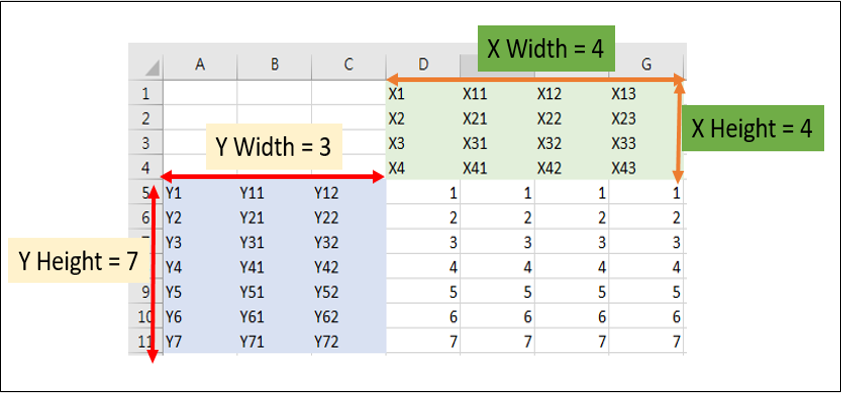 X Width = 4
A B C D G
1 X1 X11 X12 X13
2 X2 X21 X22 X23
X Height = 4
3 X3 X31 X32 X33
Y Width = 3
4 X4 X41 X42 X43
5 Y1 Y11 Y12 1 1 1 1
6 Y2 Y21 Y22 2 2 2 2
Y3 Y31 Y32 3 3 3 3
Y Height = 7
Y4 Y41 Y42 4 4 4 4
9 Y5 Y51 Y52 5 5 5 5
10 Y6 Y61 Y62 6 6 6 6
11 Y7 Y71 Y72 7 7 7 7